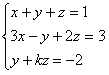 x + y + z = 1
3x − y + 2z = 3
y + kz = −2